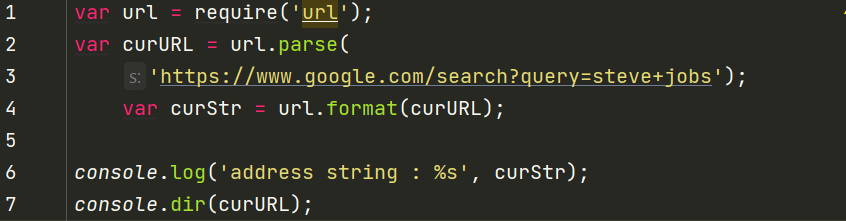 1 var url = require('url');
2 var curURL = url.parse(
3 s: 'https://www.google.com/search?query=steve+jobs');
4 var curStr = url.format(curURL);
5
6 console.log('address string : %s', curStr);
7 console.dir(curURL);